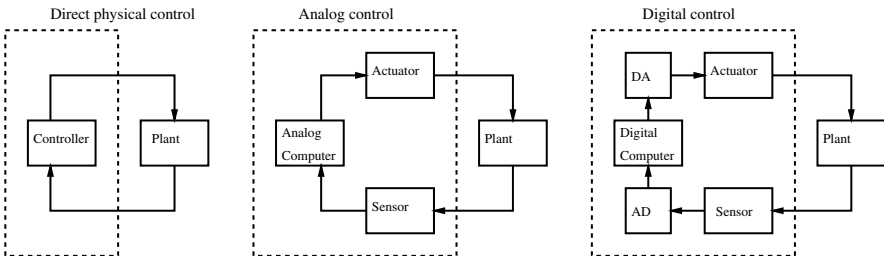 Direct physical control
Controller
Plant
Analog control
Actuator
Analog
Computer
Plant
Sensor
Digital control
DA
Actuator
Digital
Computer
Plant
AD
Sensor